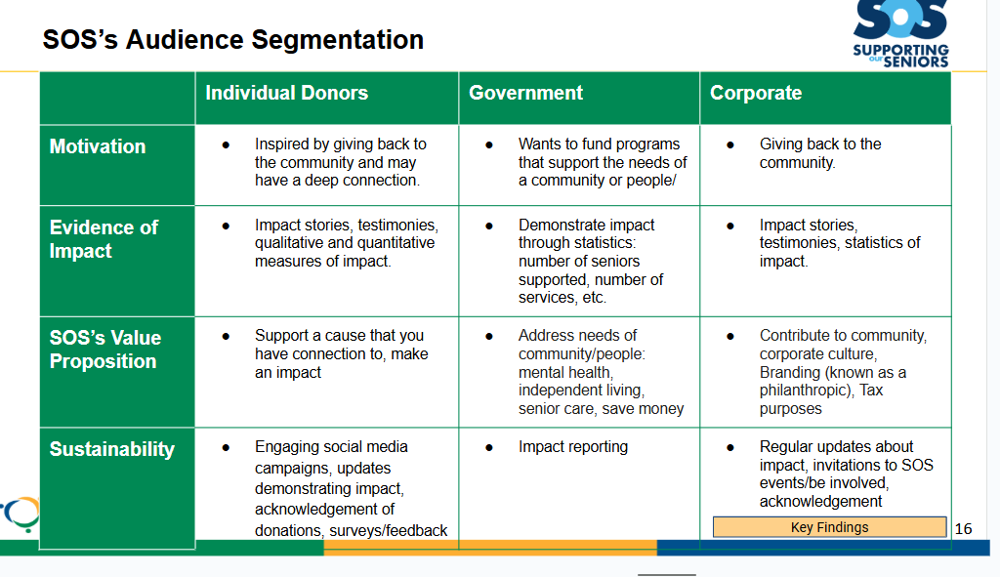 SOS's Audience Segmentation
SOS
SUPPORTING
our SENIORS
Individual Donors
Government
Corporate
Motivation
● Inspired by giving back to
the community and may
have a deep connection.
● Wants to fund programs
that support the needs of
a community or people/
● Giving back to the
community.
Evidence of
Impact
● Impact stories, testimonies,
qualitative and quantitative
measures of impact.
● Demonstrate impact
through statistics:
number of seniors
supported, number of
services, etc.
● Impact stories,
testimonies, statistics of
impact.
SOS's Value
Proposition
● Support a cause that you
have connection to, make
an impact
● Address needs of
community/people:
mental health,
independent living,
senior care, save money
● Contribute to community,
corporate culture,
Branding (known as a
philanthropic), Tax
purposes
Sustainability
● Engaging social media
campaigns, updates
demonstrating impact,
acknowledgement of
donations, surveys/feedback
● Impact reporting
● Regular updates about
impact, invitations to SOS
events/be involved,
acknowledgement
Key Findings
16